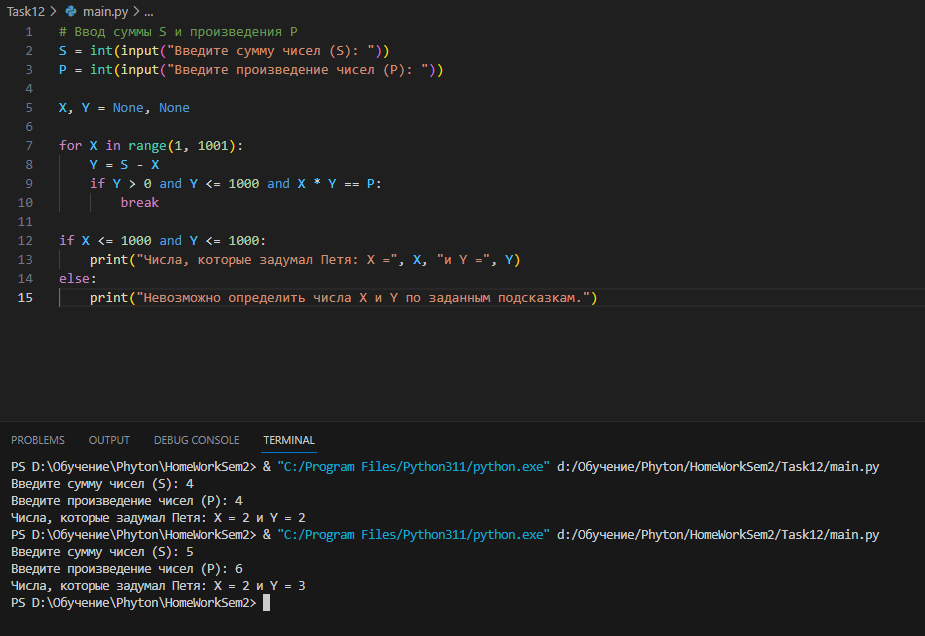 Task12 > main.py > ...
1 # Ввод суммы S и произведения P
2 S = int(input("Введите сумму чисел (S): "))
3 P = int(input("Введите произведение чисел (P): "))
4
5 X, Y = None, None
6
7 for X in range(1, 1001):
8     Y = S - X
9     if Y > 0 and Y <= 1000 and X * Y == P:
10         break
11
12 if X <= 1000 and Y <= 1000:
13     print("Числа, которые задумал Петя: X =", X, "и Y =", Y)
14 else:
15     print("Невозможно определить числа X и Y по заданным подсказкам.")
PROBLEMS OUTPUT DEBUG CONSOLE TERMINAL
PS D:\Обучение\Phyton\HomeWorkSem2> & "C:/Program Files/Python311/python.exe" d:/Обучение/Phyton/HomeWorkSem2/Task12/main.py
Введите сумму чисел (S): 4
Введите произведение чисел (P): 4
Числа, которые задумал Петя: X = 2 и Y = 2
PS D:\Обучение\Phyton\HomeWorkSem2> & "C:/Program Files/Python311/python.exe" d:/Обучение/Phyton/HomeWorkSem2/Task12/main.py
Введите сумму чисел (S): 5
Введите произведение чисел (P): 6
Числа, которые задумал Петя: X = 2 и Y = 3
PS D:\Обучение\Phyton\HomeWorkSem2>